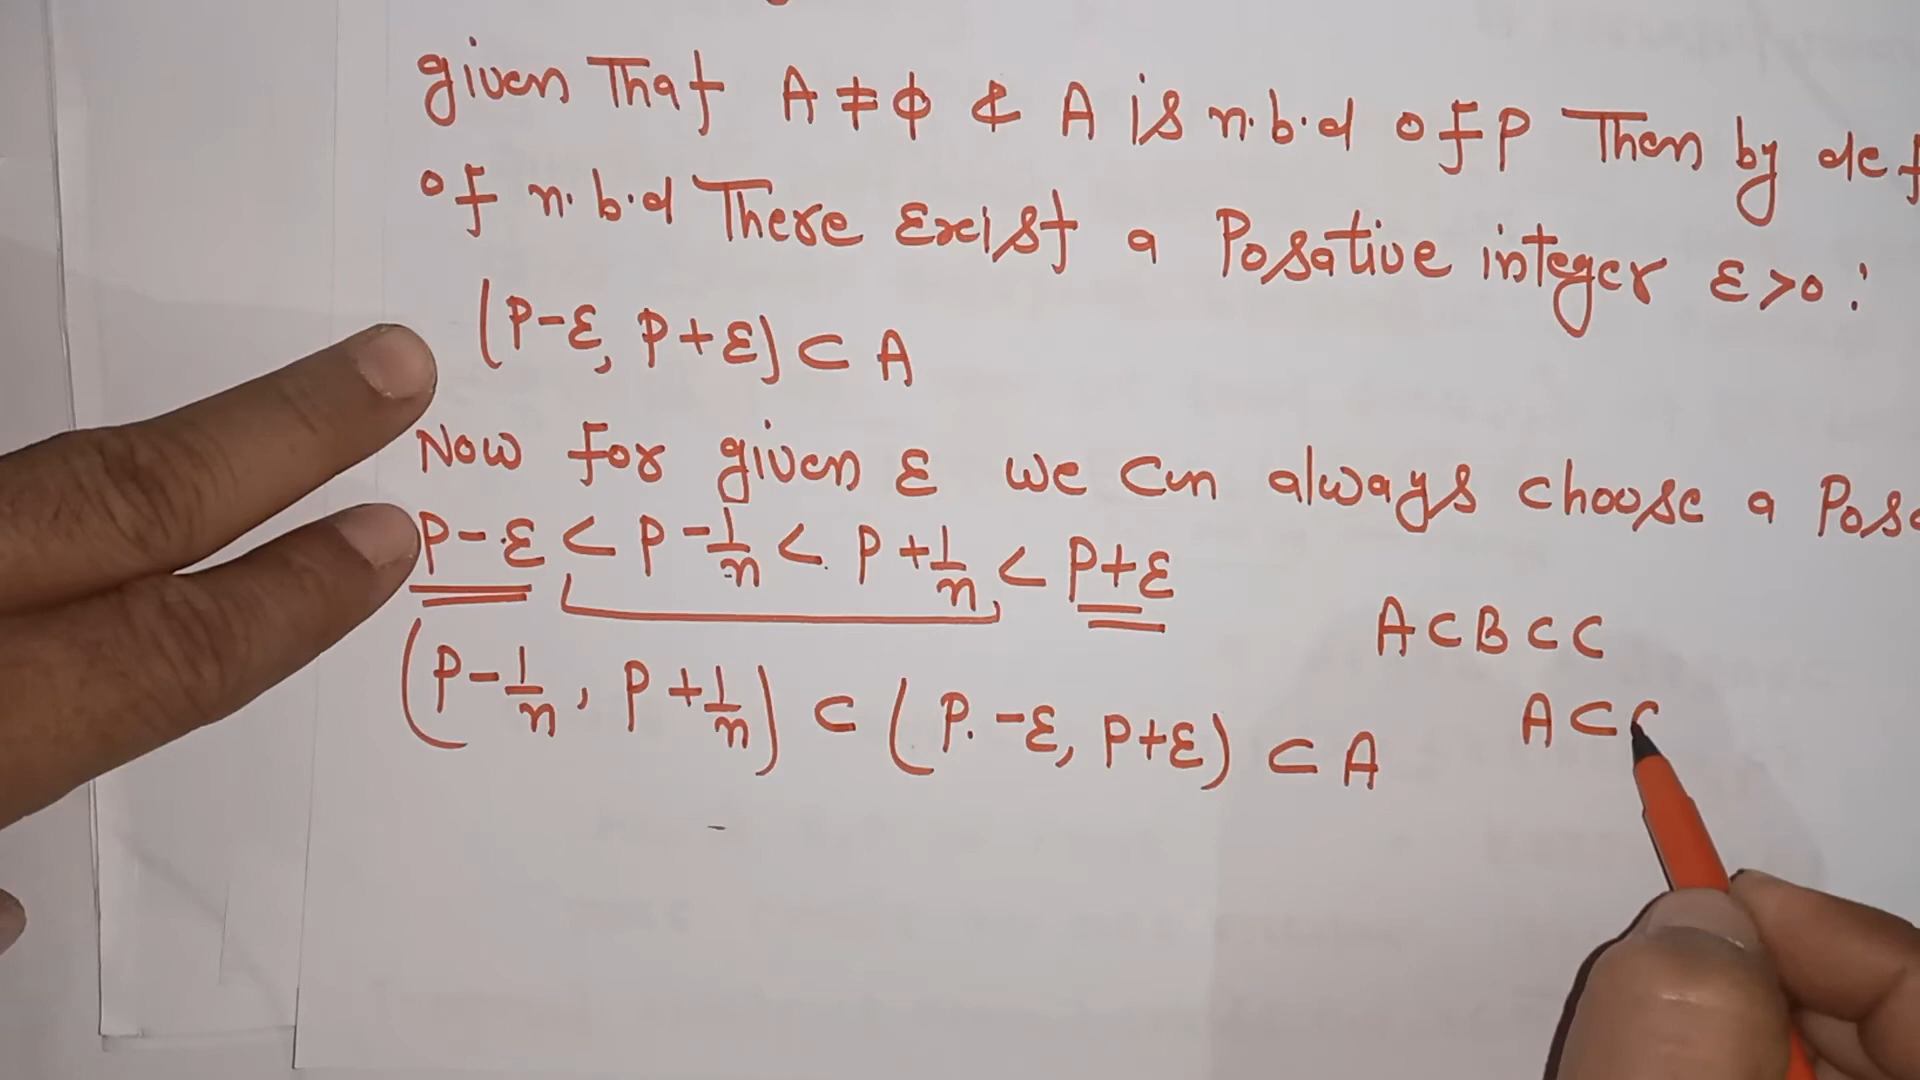 given That A ≠ ϕ & A is n.b.d of P Then by def
of n.b.d There Exist a Posative integer ε>0:
(P-ε, P+ε) ⊂ A
Now for given ε we can always choose a Pos
P-ε < P-1/n < P+1/n < P+ε
A⊂B⊂C
(P-1/n, P+1/n) ⊂ (P-ε, P+ε) ⊂ A
A⊂C